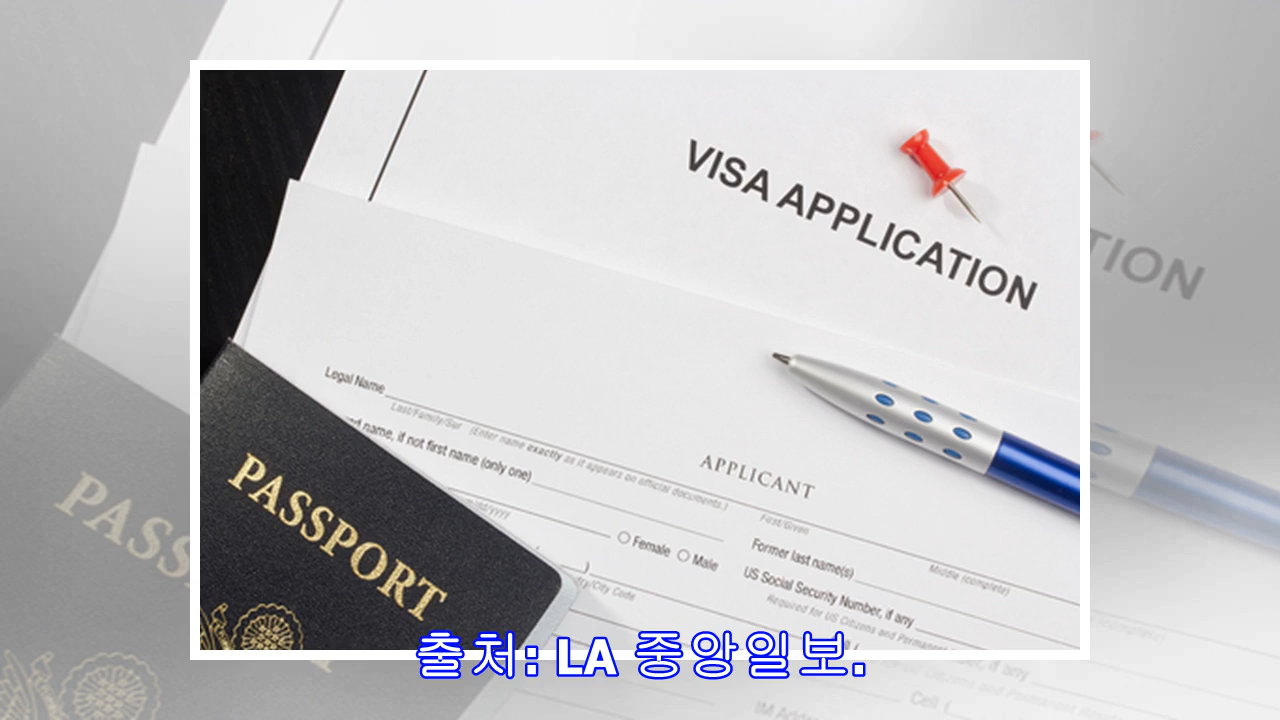 VISA APPLICATION
Legal Name
Last/Family/Sur (Enter name exactly as it appears on official documents.)
name, if not first name (only one)
APPLICANT
First/Given
Middle (complete)
Female Male
Former last name(s)
US Social Security Number, if any
Required for US Citizens and Permanent
City Code
PASSPORT
출처: LA 중앙일보.